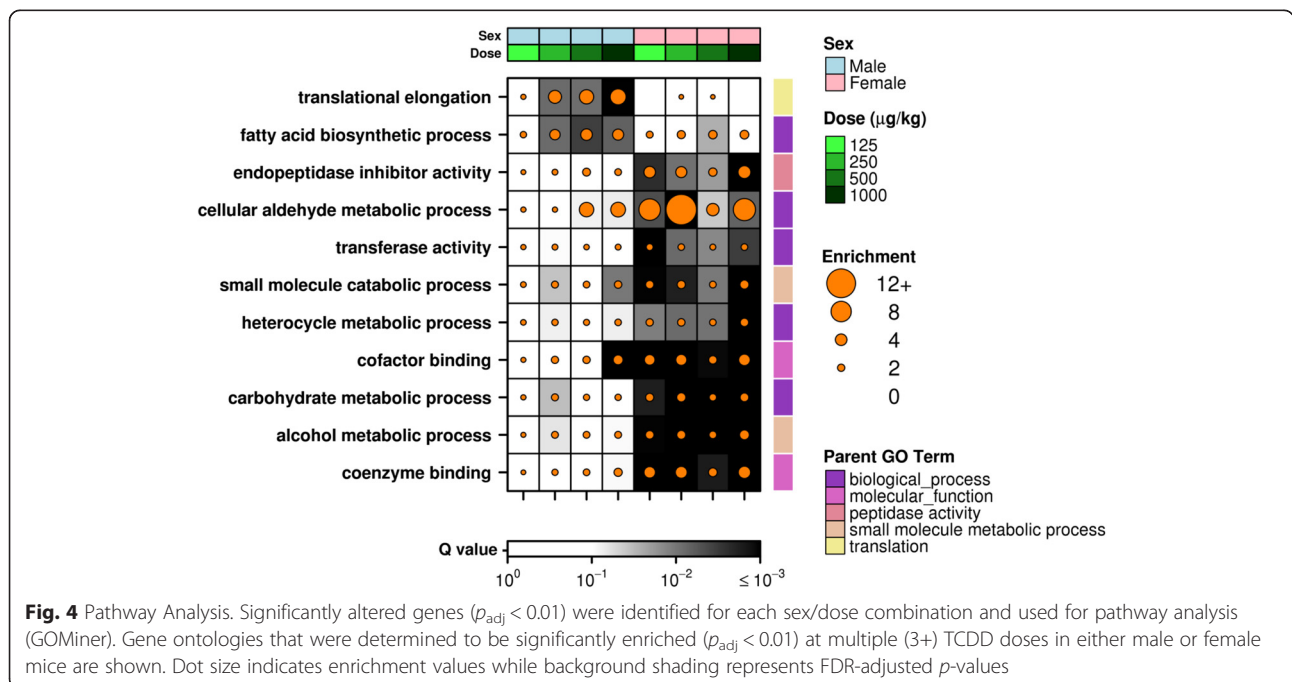 Sex
Dose
translational elongation
fatty acid biosynthetic process
endopeptidase inhibitor activity
cellular aldehyde metabolic process
transferase activity
small molecule catabolic process
heterocycle metabolic process
cofactor binding
carbohydrate metabolic process
alcohol metabolic process
coenzyme binding
Q value
10⁰ 10⁻¹ 10⁻² ≤ 10⁻³
Sex
Male
Female
Dose (µg/kg)
125
250
500
1000
Enrichment
12+
8
4
2
0
Parent GO Term
biological_process
molecular_function
peptidase activity
small molecule metabolic process
translation
Fig. 4 Pathway Analysis. Significantly altered genes (p_adj < 0.01) were identified for each sex/dose combination and used for pathway analysis
(GOMiner). Gene ontologies that were determined to be significantly enriched (p_adj < 0.01) at multiple (3+) TCDD doses in either male or female
mice are shown. Dot size indicates enrichment values while background shading represents FDR-adjusted p-values